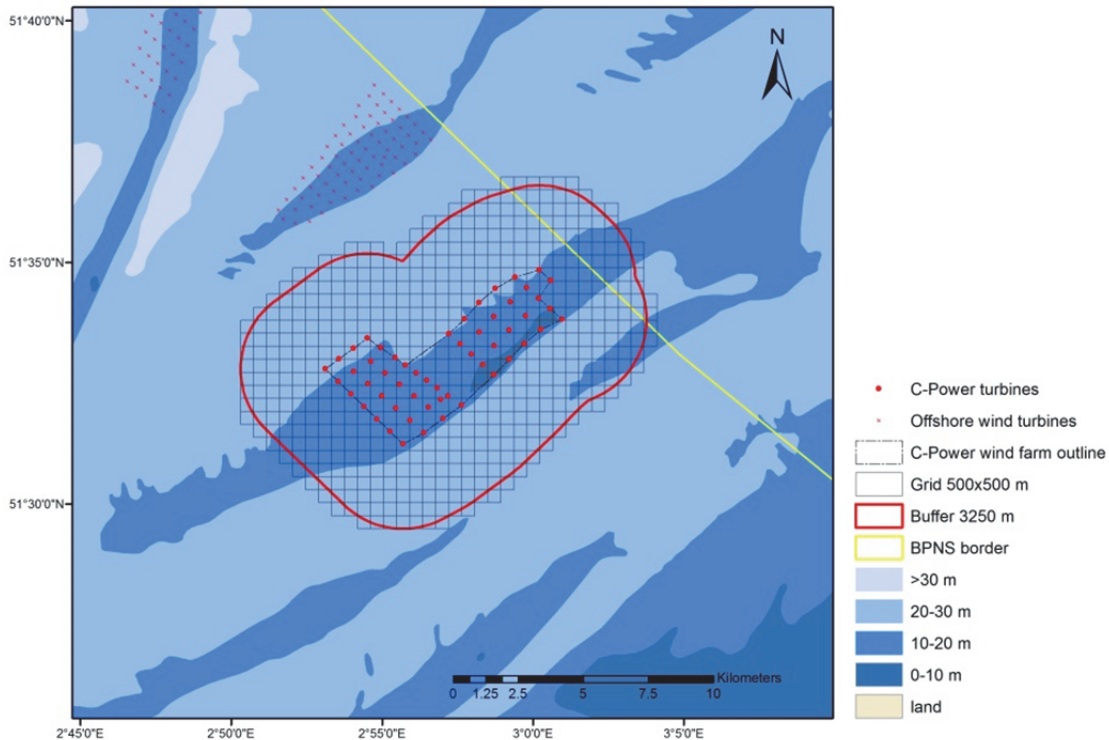 51°40'0"N
N
51°35'0"N
51°30'0"N
C-Power turbines
Offshore wind turbines
C-Power wind farm outline
Grid 500x500 m
Buffer 3250 m
BPNS border
>30 m
20-30 m
10-20 m
0-10 m
land
Kilometers
0 1.25 2.5 5 7.5 10
2°45'0"E 2°50'0"E 2°55'0"E 3°0'0"E 3°5'0"E